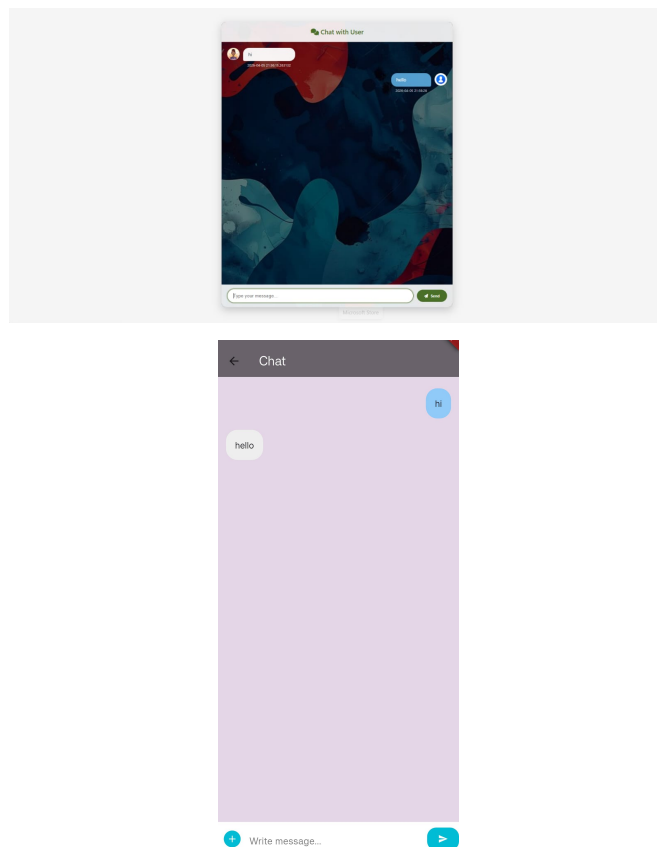 Chat with User
hi
hello
Type your message...
Send
Chat
hi
hello
Write message...